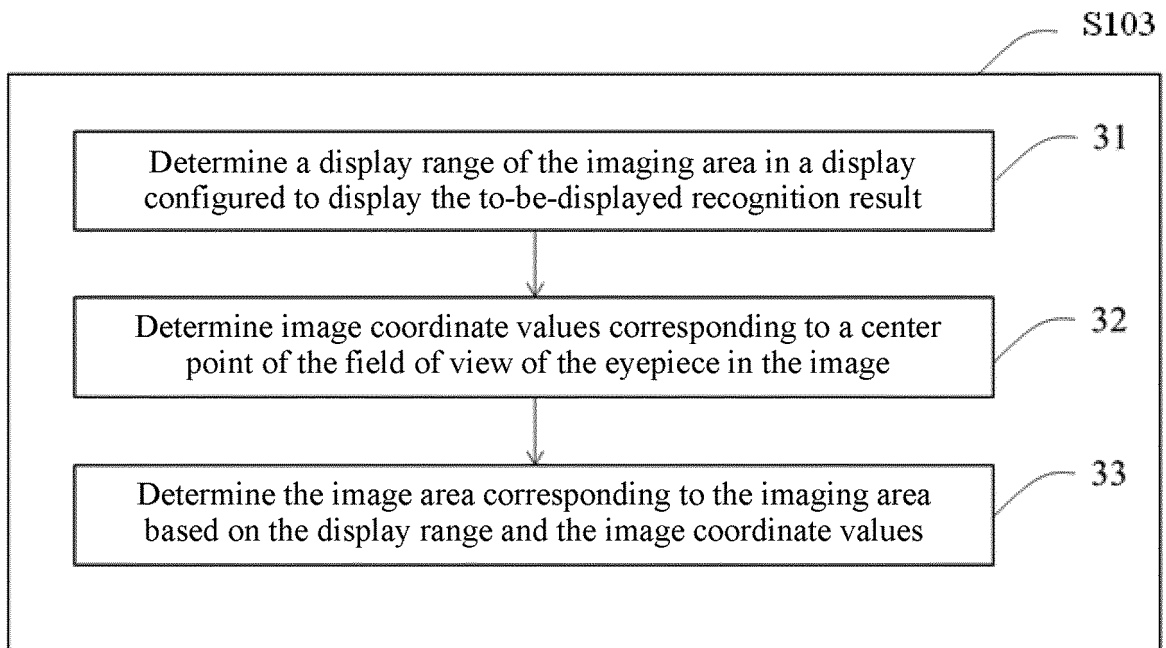 S103
Determine a display range of the imaging area in a display
configured to display the to-be-displayed recognition result
31
Determine image coordinate values corresponding to a center
point of the field of view of the eyepiece in the image
32
Determine the image area corresponding to the imaging area
based on the display range and the image coordinate values
33